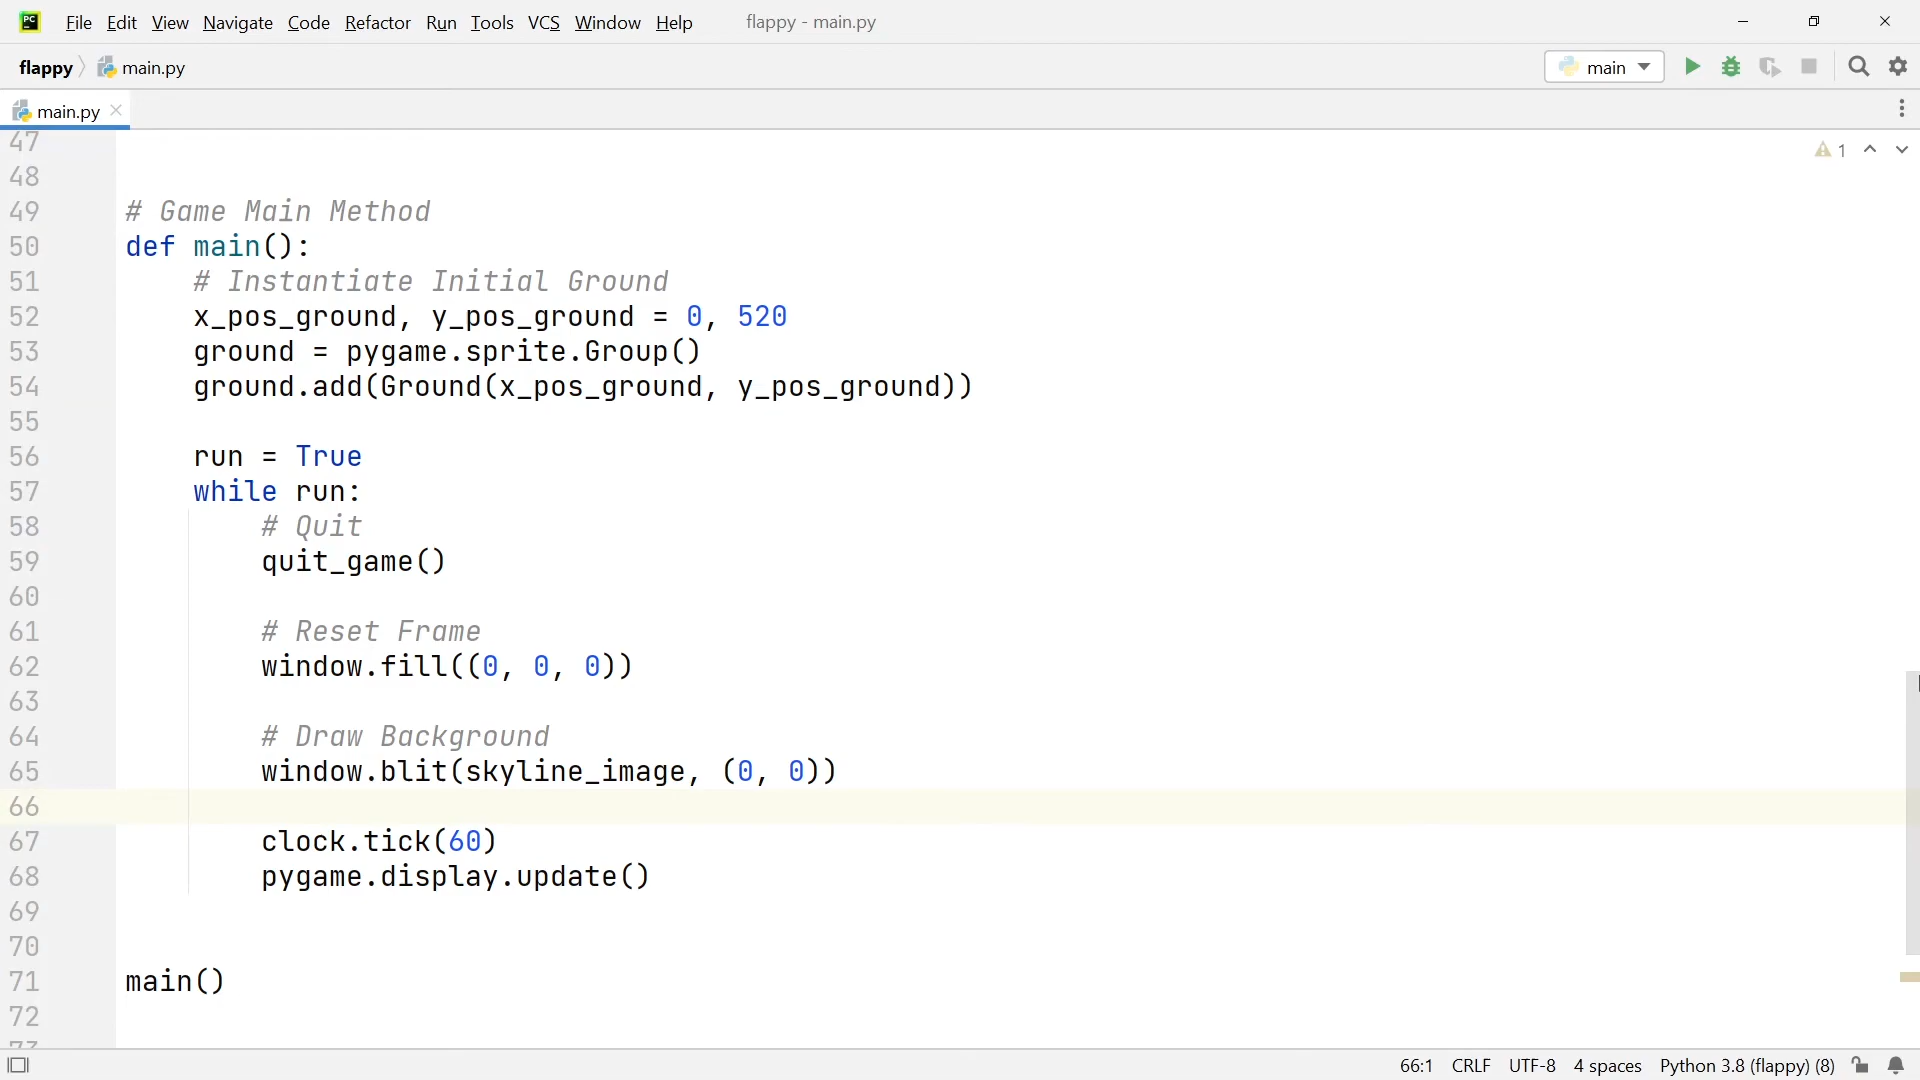 PC File Edit View Navigate Code Refactor Run Tools VCS Window Help flappy - main.py
flappy main.py main
main.py
47 1
48
49 # Game Main Method
50 def main():
51 # Instantiate Initial Ground
52 x_pos_ground, y_pos_ground = 0, 520
53 ground = pygame.sprite.Group()
54 ground.add(Ground(x_pos_ground, y_pos_ground))
55
56 run = True
57 while run:
58 # Quit
59 quit_game()
60
61 # Reset Frame
62 window.fill((0, 0, 0))
63
64 # Draw Background
65 window.blit(skyline_image, (0, 0))
66
67 clock.tick(60)
68 pygame.display.update()
69
70
71 main()
72
73
66:1 CRLF UTF-8 4 spaces Python 3.8 (flappy) (8)